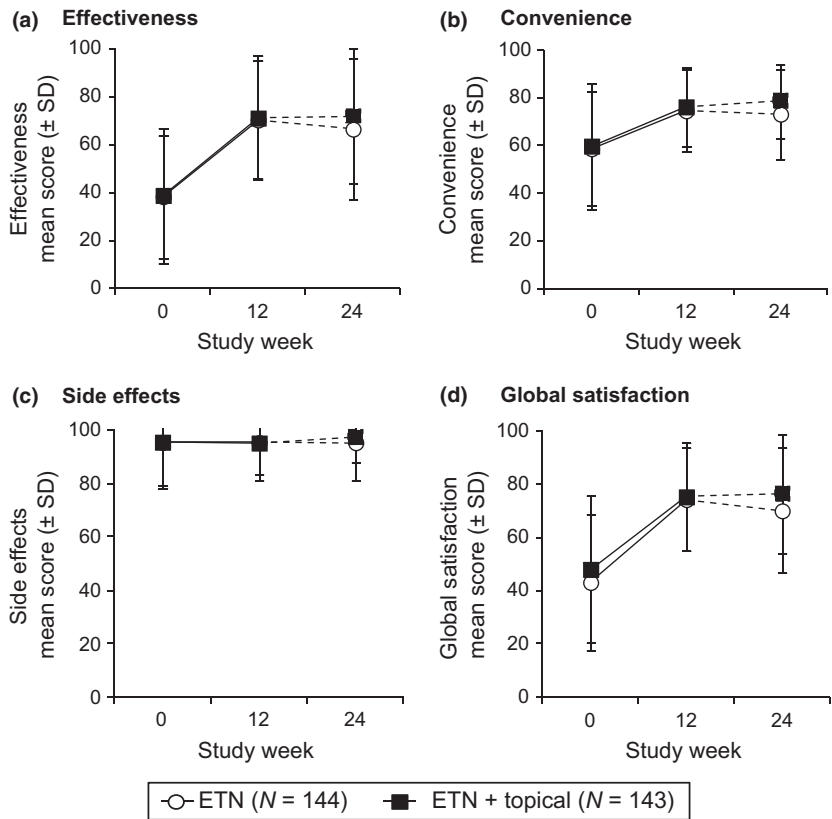 (a) Effectiveness
Effectiveness
mean score (± SD)
100
80
60
40
20
0
0 12 24
Study week
(b) Convenience
Convenience
mean score (± SD)
100
80
60
40
20
0
0 12 24
Study week
(c) Side effects
Side effects
mean score (± SD)
100
80
60
40
20
0
0 12 24
Study week
(d) Global satisfaction
Global satisfaction
mean score (± SD)
100
80
60
40
20
0
0 12 24
Study week
ETN (N = 144) ETN + topical (N = 143)